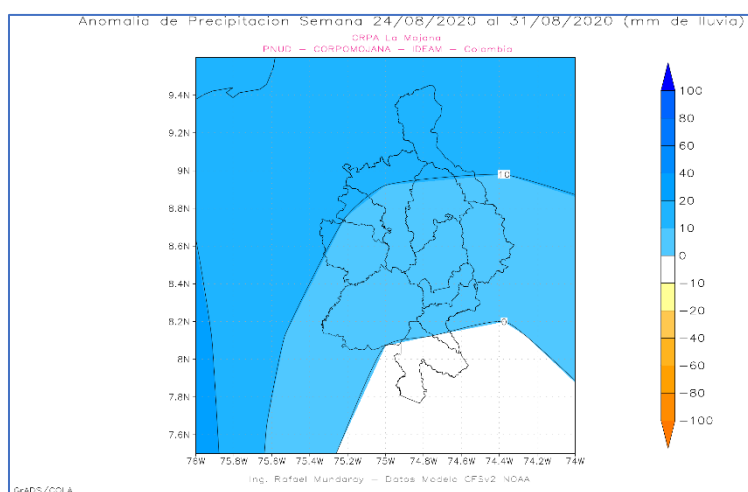 Anomalia de Precipitacion Semana 24/08/2020 al 31/08/2020 (mm de lluvia)
CRPA La Mojana
PNUD - CORPOMOJANA - IDEAM - Colombia
9.4N
9.2N
9N
8.8N
8.6N
8.4N
8.2N
8N
7.8N
7.6N
10
0
76W 75.8W 75.6W 75.4W 75.2W 75W 74.8W 74.6W 74.4W 74.2W 74W
100
80
60
40
20
10
0
-10
-20
-40
-60
-80
-100
Ing. Rafael Mundaray - Datos Modelo CFSv2 NOAA
GrADS/COLA